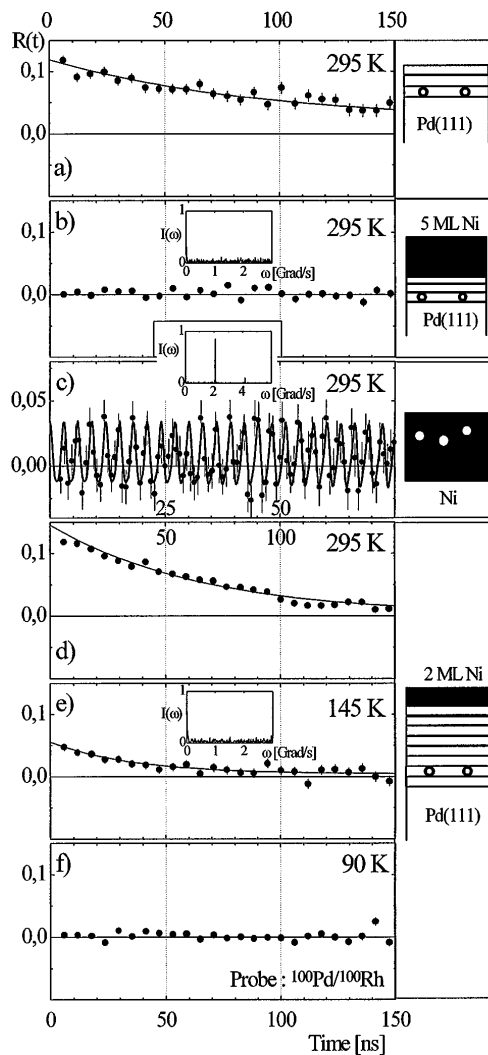 0 50 100 150
R(t)
0,1
0,0
a)
295 K
Pd(111)
b)
295 K
1
I(ω)
0
0 1 2 ω [Grad/s]
0,1
0,0
5 ML Ni
Pd(111)
1
I(ω)
0
0 2 4 ω [Grad/s]
c)
295 K
0,05
0,00
25 50
Ni
50 100
295 K
0,1
0,0
d)
e)
145 K
1
I(ω)
0
0 1 2 ω [Grad/s]
0,1
0,0
2 ML Ni
Pd(111)
f)
90 K
0,1
0,0
Probe : ¹⁰⁰Pd/¹⁰⁰Rh
0 50 100 150
Time [ns]